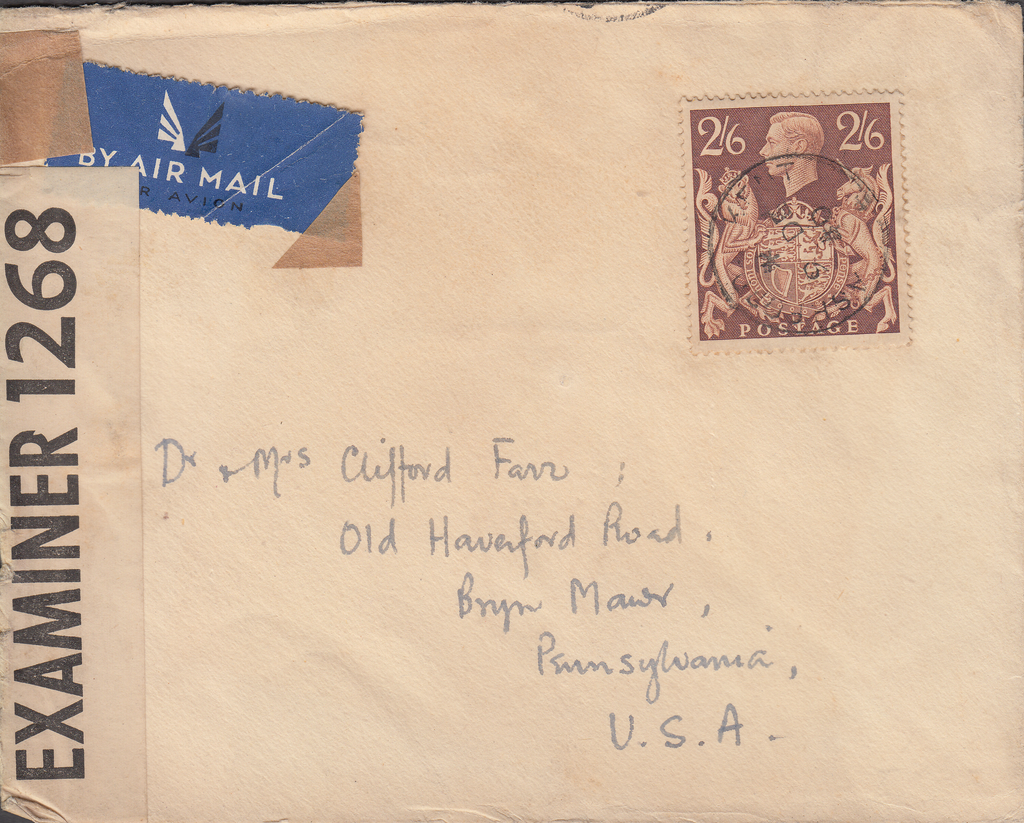 BY AIR MAIL
R AVION
2/6 2/6
POSTAGE
EXAMINER 1268
Dr & Mrs Clifford Farr ;
Old Haverford Road .
Bryn Mawr ,
Pennsylvania ,
U.S.A.